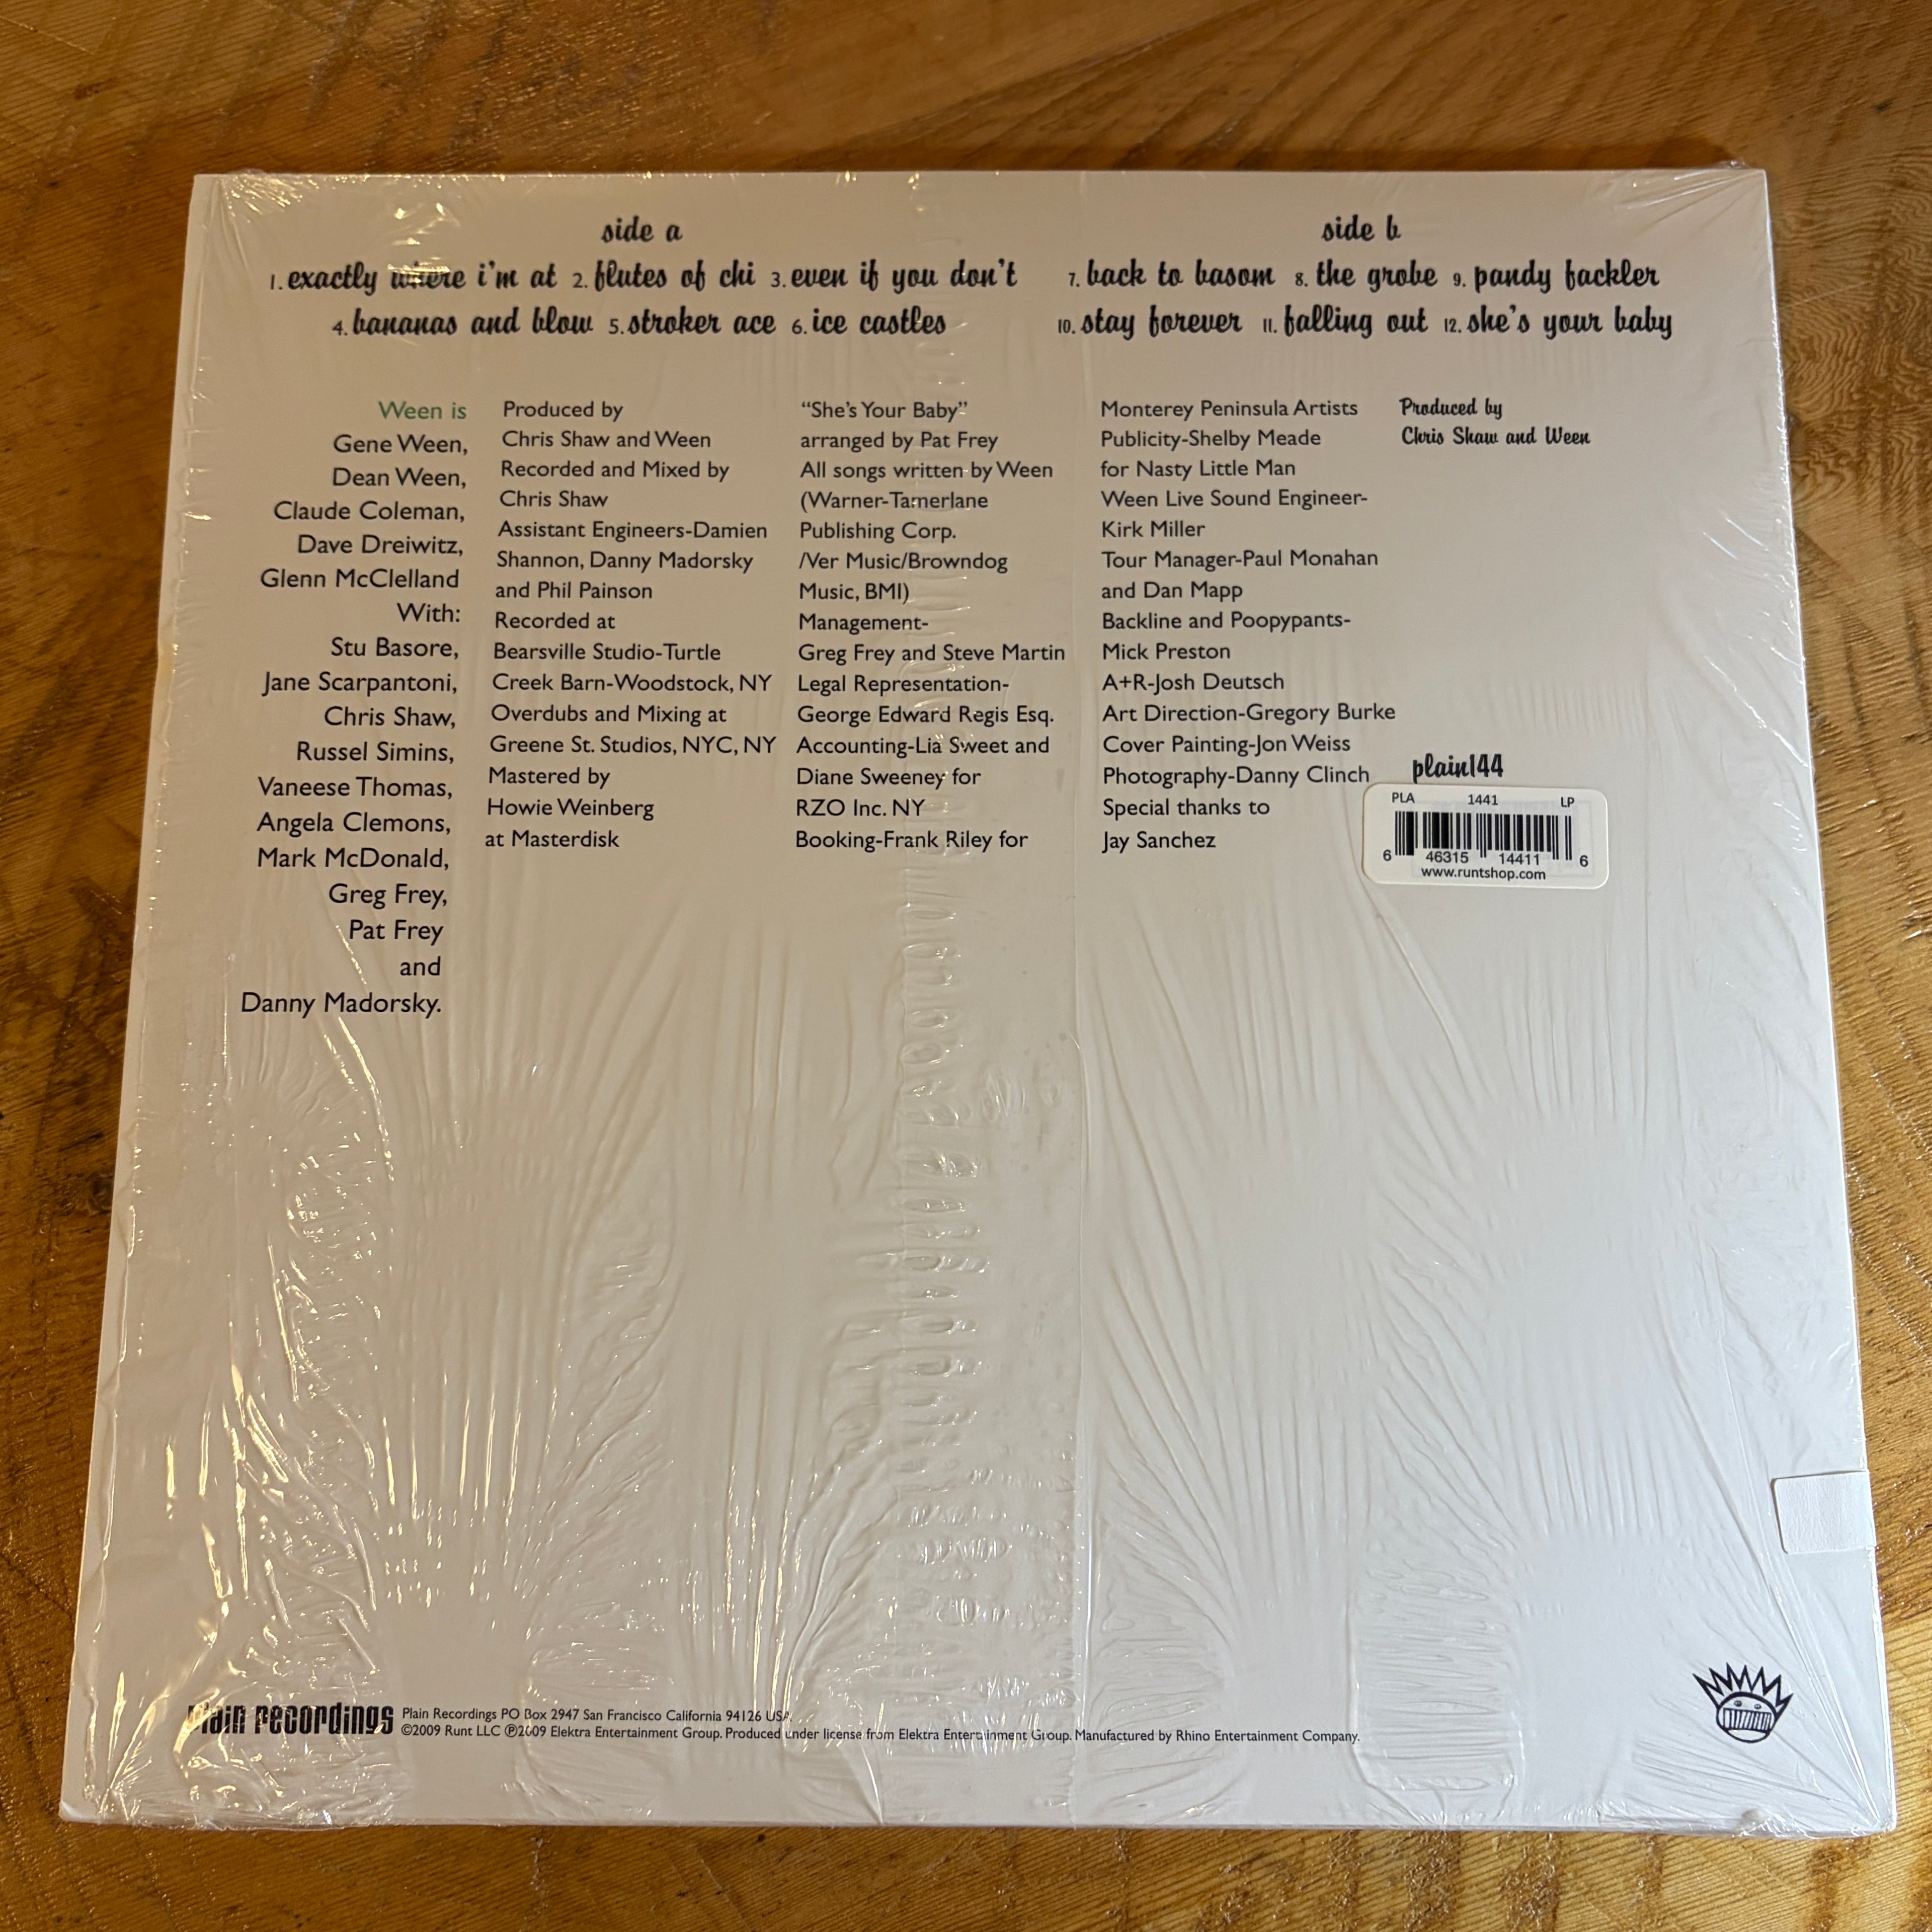 side a
1. exactly where i'm at 2. flutes of chi 3. even if you don't
4. bananas and blow 5. stroker ace 6. ice castles
side b
7. back to basom 8. the grobe 9. pandy fackler
10. stay forever 11. falling out 12. she's your baby
Ween is
Gene Ween,
Dean Ween,
Claude Coleman,
Dave Dreiwitz,
Glenn McClelland
With:
Stu Basore,
Jane Scarpantoni,
Chris Shaw,
Russel Simins,
Vaneese Thomas,
Angela Clemons,
Mark McDonald,
Greg Frey,
Pat Frey
and
Danny Madorsky.
Produced by
Chris Shaw and Ween
Recorded and Mixed by
Chris Shaw
Assistant Engineers-Damien
Shannon, Danny Madorsky
and Phil Painson
Recorded at
Bearsville Studio-Turtle
Creek Barn-Woodstock, NY
Overdubs and Mixing at
Greene St. Studios, NYC, NY
Mastered by
Howie Weinberg
at Masterdisk
“She's Your Baby”
arranged by Pat Frey
All songs written by Ween
(Warner-Tamerlane
Publishing Corp.
/Ver Music/Browndog
Music, BMI)
Management-
Greg Frey and Steve Martin
Legal Representation-
George Edward Regis Esq.
Accounting-Lia Sweet and
Diane Sweeney for
RZO Inc. NY
Booking-Frank Riley for
Monterey Peninsula Artists
Publicity-Shelby Meade
for Nasty Little Man
Ween Live Sound Engineer-
Kirk Miller
Tour Manager-Paul Monahan
and Dan Mapp
Backline and Poopypants-
Mick Preston
A+R-Josh Deutsch
Art Direction-Gregory Burke
Cover Painting-Jon Weiss
Photography-Danny Clinch
Special thanks to
Jay Sanchez
Produced by
Chris Shaw and Ween
plain144
PLA 1441 LP
6 46315 14411 6
www.runtshop.com
plain recordings
Plain Recordings PO Box 2947 San Francisco California 94126 USA.
©2009 Runt LLC ℗2009 Elektra Entertainment Group. Produced under license from Elektra Entertainment Group. Manufactured by Rhino Entertainment Company.